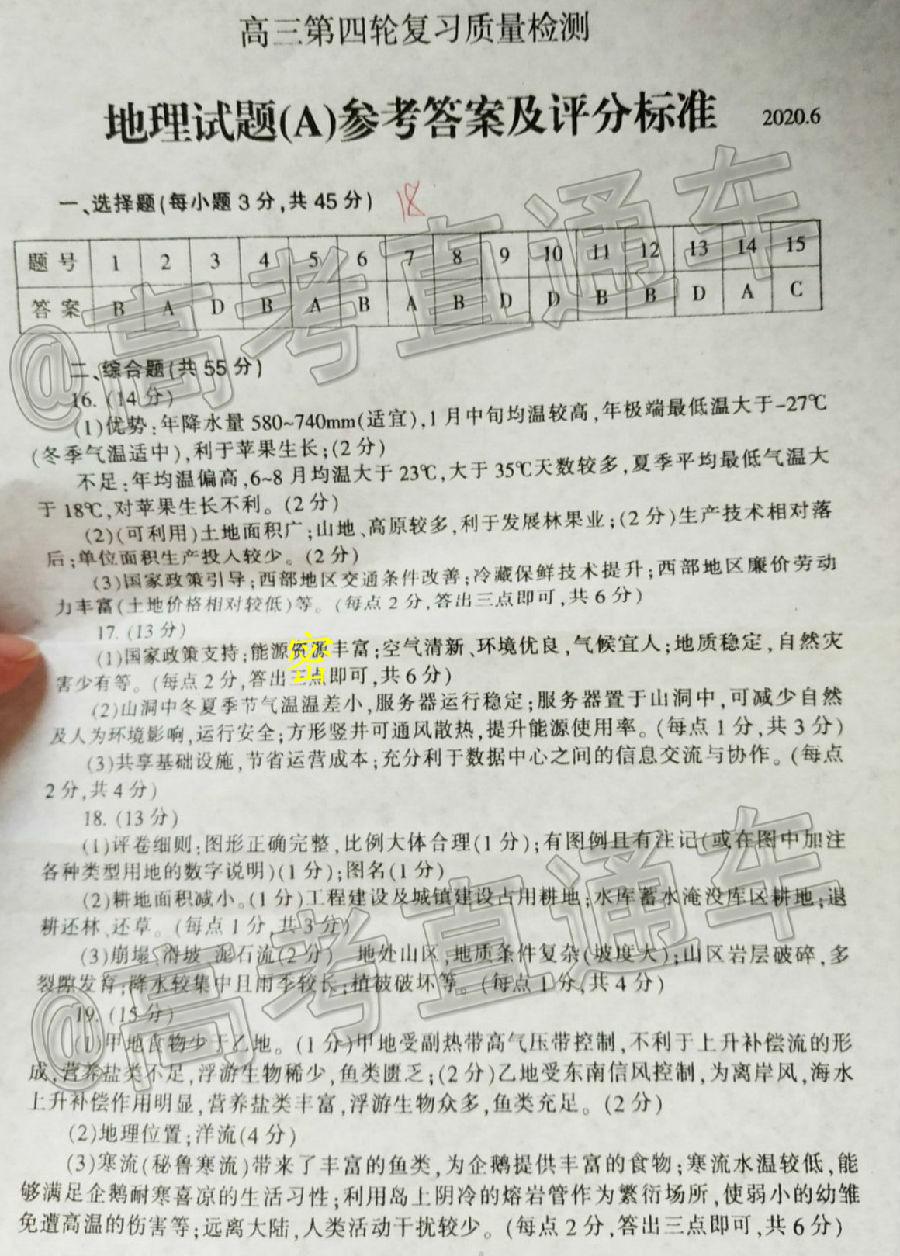 高三第四轮复习质量检测
地理试题(A)参考答案及评分标准 2020.6
一、选择题(每小题3分,共45分) 18
题号 1 2 3 4 5 6 7 8 9 10 11 12 13 14 15
答案 B A D B A B A B D D B B D A C
二、综合题(共55分)
16. (14分)
(1)优势:年降水量580~740mm(适宜),1月中旬均温较高,年极端最低温大于-27℃
(冬季气温适中),利于苹果生长;(2分)
不足:年均温偏高,6~8月均温大于23℃,大于35℃天数较多,夏季平均最低气温大
于18℃,对苹果生长不利。(2分)
(2)(可利用)土地面积广;山地、高原较多,利于发展林果业;(2分)生产技术相对落
后;单位面积生产投入较少。(2分)
(3)国家政策引导;西部地区交通条件改善;冷藏保鲜技术提升;西部地区廉价劳动
力丰富(土地价格相对较低)等。(每点2分,答出三点即可,共6分)
17. (13分)
(1)国家政策支持;能源资源丰富;空气清新、环境优良,气候宜人;地质稳定,自然灾
害少有等。(每点2分,答出三点即可,共6分)
密
(2)山洞中冬夏季节气温温差小,服务器运行稳定;服务器置于山洞中,可减少自然
及人为环境影响,运行安全;方形竖井可通风散热,提升能源使用率。(每点1分,共3分)
(3)共享基础设施,节省运营成本;充分利于数据中心之间的信息交流与协作。(每点
2分,共4分)
18. (13分)
(1)评卷细则:图形正确完整、比例大体合理(1分);有图例且有注记(或在图中加注
各种类型用地的数字说明)(1分);图名(1分)
(2)耕地面积减小。(1分)工程建设及城镇建设占用耕地;水库蓄水淹没库区耕地;退
耕还林、还草。(每点1分,共3分)
(3)崩塌、滑坡、泥石流(2分) 地处山区,地质条件复杂(坡度大);山区岩层破碎,多
裂隙发育;降水较集中且雨季较长;植被破坏等。(每点1分,共4分)
19. (15分)
(1)甲地食物少于乙地。(1分)甲地受副热带高气压带控制,不利于上升补偿流的形
成,营养盐类不足,浮游生物稀少,鱼类匮乏;(2分)乙地受东南信风控制,为离岸风,海水
上升补偿作用明显,营养盐类丰富,浮游生物众多,鱼类充足。(2分)
(2)地理位置;洋流(4分)
(3)寒流(秘鲁寒流)带来了丰富的鱼类,为企鹅提供丰富的食物;寒流水温较低,能
够满足企鹅耐寒喜凉的生活习性;利用岛上阴冷的熔岩管作为繁衍场所,使弱小的幼雏
免遭高温的伤害等;远离大陆,人类活动干扰较少。(每点2分,答出三点即可,共6分)
@高考直通车
@高考直通车